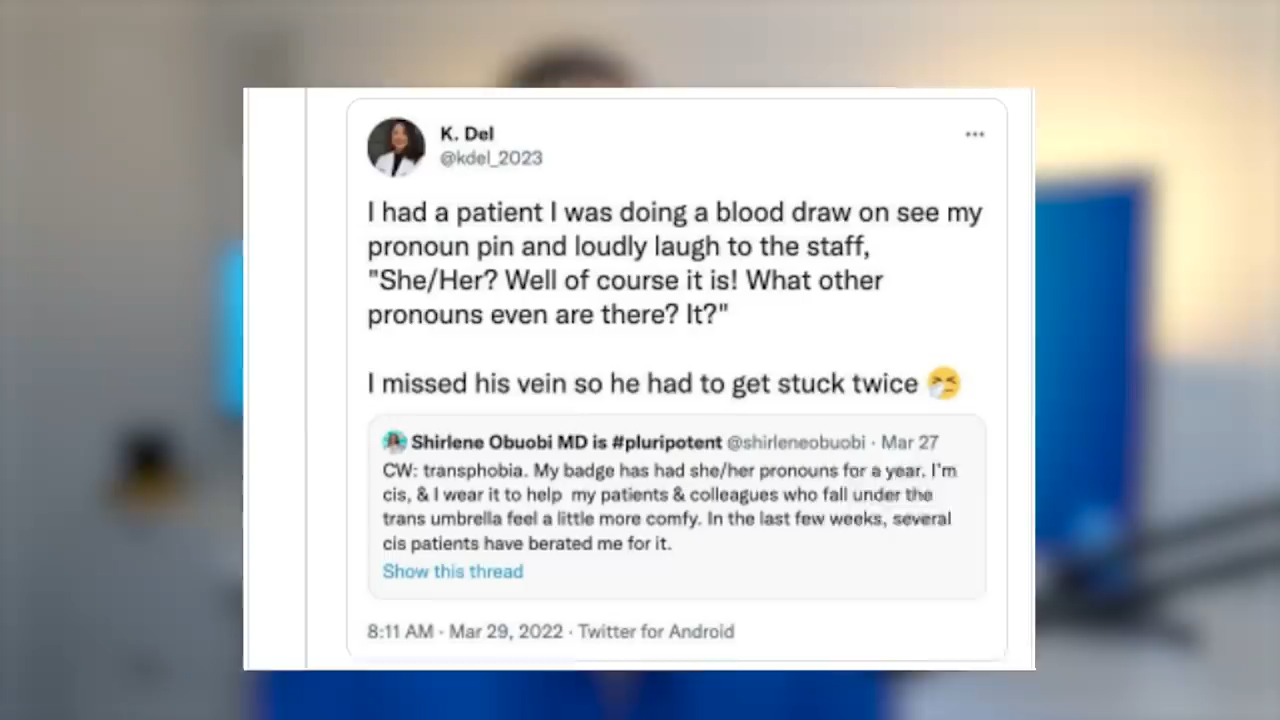 K. Del
@kdel_2023
I had a patient I was doing a blood draw on see my
pronoun pin and loudly laugh to the staff,
"She/Her? Well of course it is! What other
pronouns even are there? It?"
I missed his vein so he had to get stuck twice
Shirlene Obuobi MD is #pluripotent @shirleneobuobi · Mar 27
CW: transphobia. My badge has had she/her pronouns for a year. I'm
cis, & I wear it to help my patients & colleagues who fall under the
trans umbrella feel a little more comfy. In the last few weeks, several
cis patients have berated me for it.
Show this thread
8:11 AM · Mar 29, 2022 · Twitter for Android